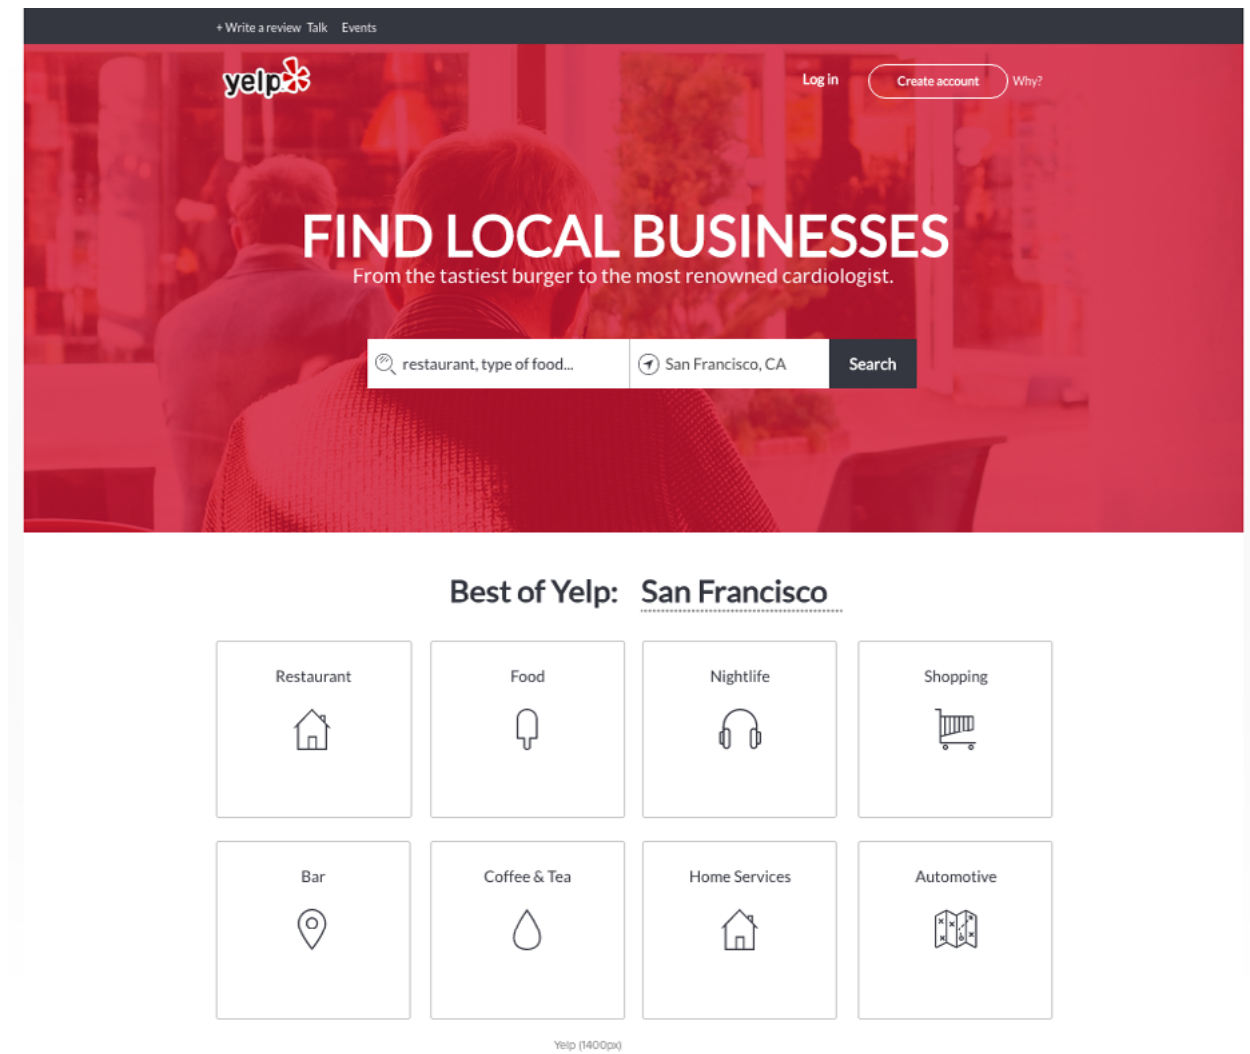 + Write a review Talk Events
yelp
Log in Create account Why?
FIND LOCAL BUSINESSES
From the tastiest burger to the most renowned cardiologist.
restaurant, type of food... San Francisco, CA Search
Best of Yelp: San Francisco
Restaurant Food Nightlife Shopping
Bar Coffee & Tea Home Services Automotive
Yelp (1400px)